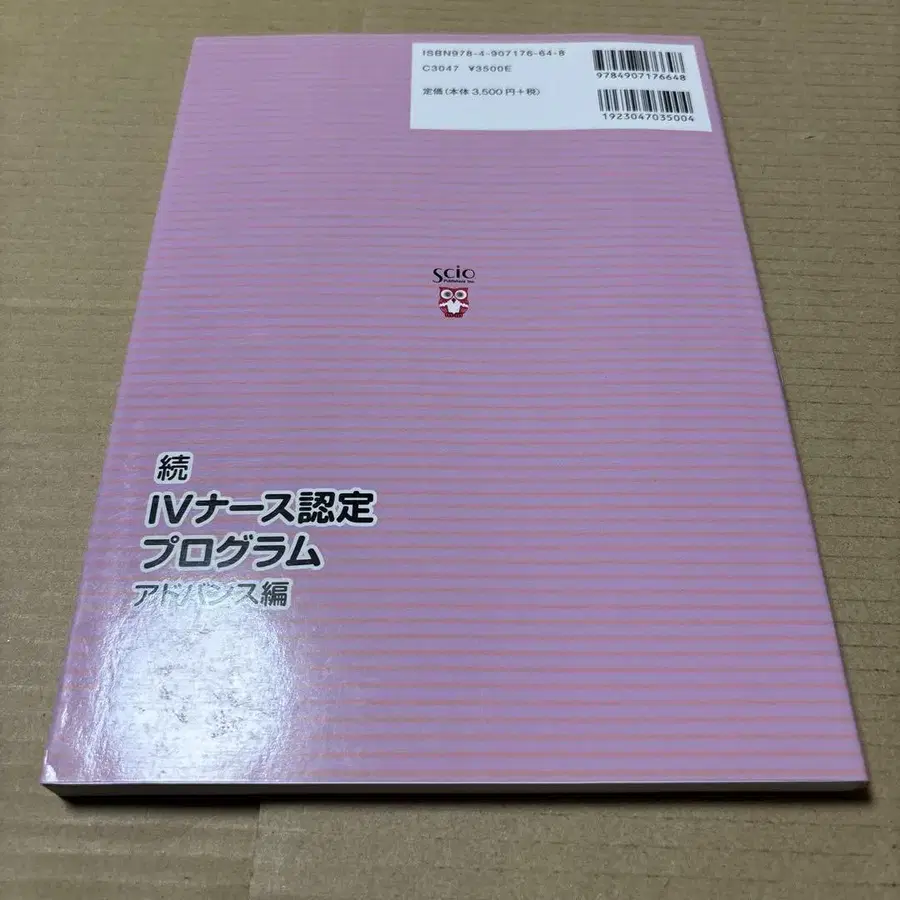 ISBN978-4-907176-64-8
C3047 ¥3500E
定価(本体3,500円+税)
9784907176648
1923047035004
Scio
Publishers Inc.
続
IVナース認定
プログラム
アドバンス編